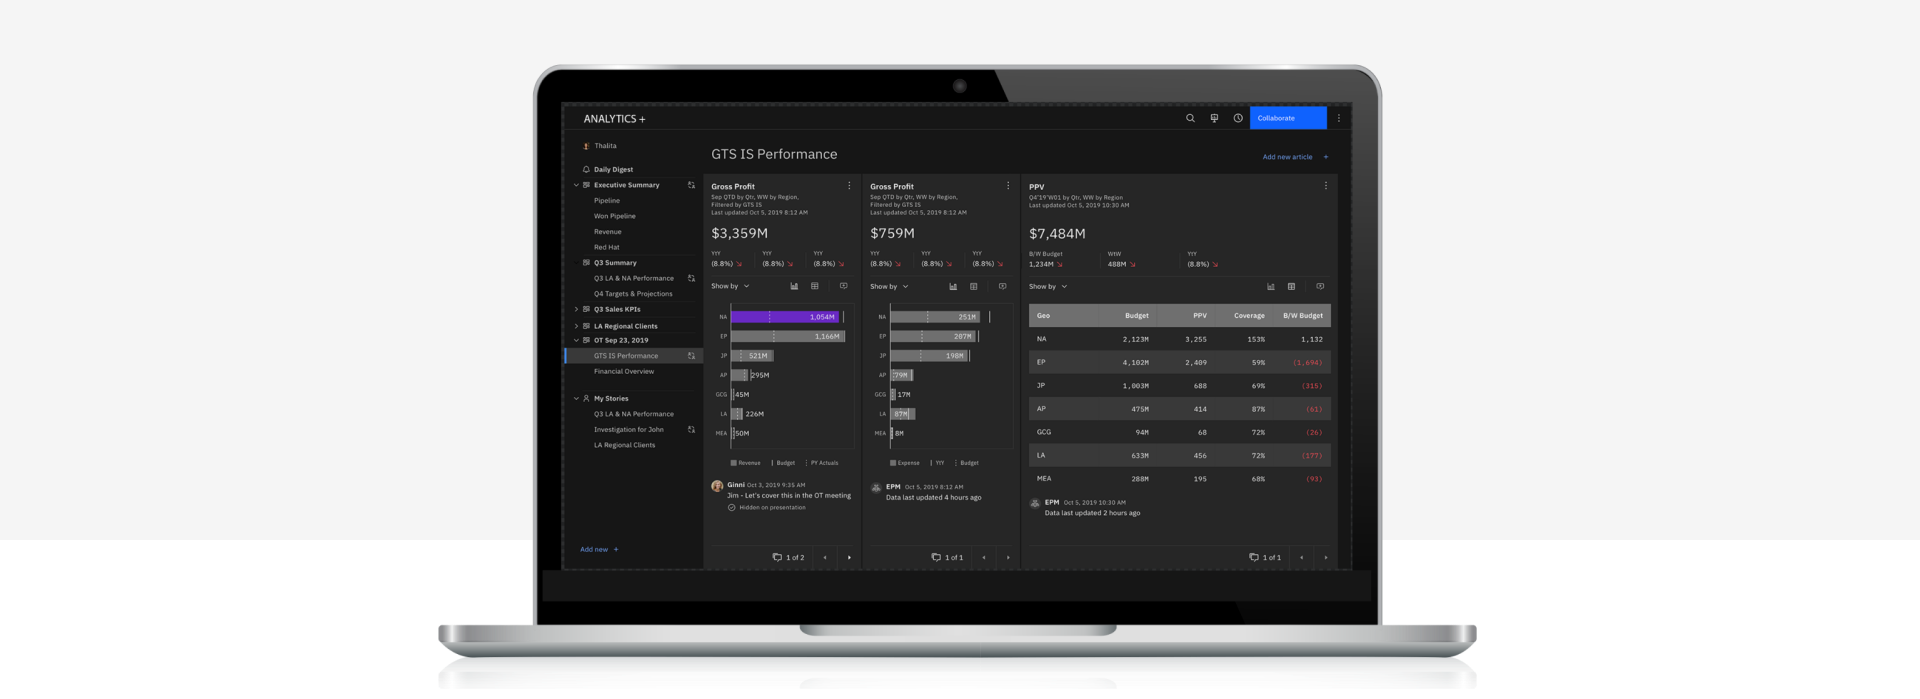 ANALYTICS +
Collaborate
Thalita
Daily Digest
Executive Summary
Pipeline
Won Pipeline
Revenue
Red Hat
Q3 Summary
Q3 LA & NA Performance
Q4 Targets & Projections
Q3 Sales KPIs
LA Regional Clients
OT Sep 23, 2019
GTS IS Performance
Financial Overview
My Stories
Q3 LA & NA Performance
Investigation for John
LA Regional Clients
Add new +
GTS IS Performance
Add new article +
Gross Profit
Sep QTD by Qtr, WW by Region,
Filtered by GTS IS
Last updated Oct 5, 2019 8:12 AM
$3,359M
YtY YtY YtY
(8.8%) (8.8%) (8.8%)
Show by
NA 1,054M
EP 1,166M
JP 521M
AP 295M
GCG 45M
LA 226M
MEA 50M
Revenue Budget PY Actuals
Ginni Oct 3, 2019 9:35 AM
Jim - Let's cover this in the OT meeting
Hidden on presentation
1 of 2
Gross Profit
Sep QTD by Qtr, WW by Region,
Filtered by GTS IS
Last updated Oct 5, 2019 8:12 AM
$759M
YtY YtY YtY
(8.8%) (8.8%) (8.8%)
Show by
NA 251M
EP 207M
JP 198M
AP 79M
GCG 17M
LA 87M
MEA 8M
Expense YtY Budget
EPM Oct 5, 2019 8:12 AM
Data last updated 4 hours ago
1 of 1
PPV
Q4'19'W01 by Qtr, WW by Region
Last updated Oct 5, 2019 10:30 AM
$7,484M
B/W Budget WtW YtY
1,234M 488M (8.8%)
Show by
Geo Budget PPV Coverage B/W Budget
NA 2,123M 3,255 153% 1,132
EP 4,102M 2,409 59% (1,694)
JP 1,003M 688 69% (315)
AP 475M 414 87% (61)
GCG 94M 68 72% (26)
LA 633M 456 72% (177)
MEA 288M 195 68% (93)
EPM Oct 5, 2019 10:30 AM
Data last updated 2 hours ago
1 of 1